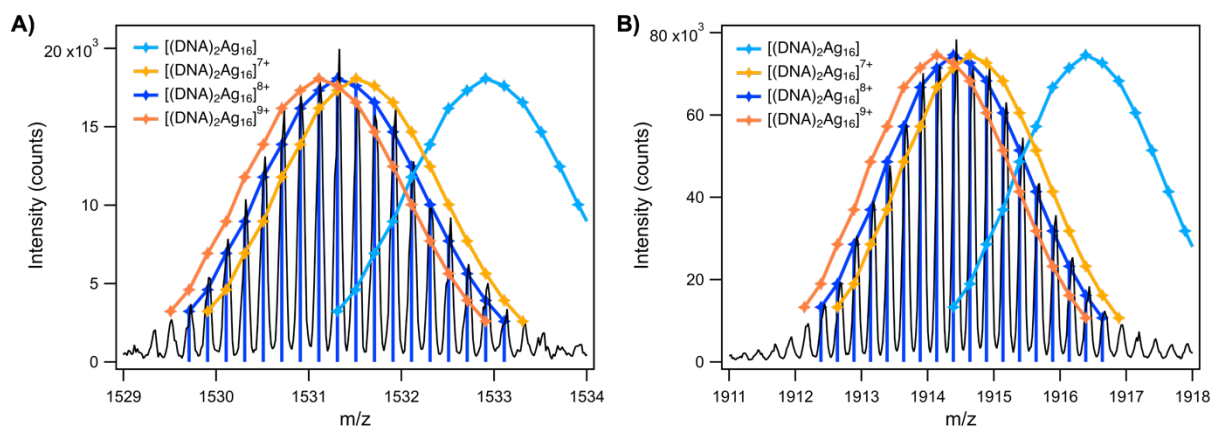 A)
20 x10³
15
10
5
0
Intensity (counts)
[(DNA)₂Ag₁₆]
[(DNA)₂Ag₁₆]⁷⁺
[(DNA)₂Ag₁₆]⁸⁺
[(DNA)₂Ag₁₆]⁹⁺
1529 1530 1531 1532 1533 1534
m/z
B)
80 x10³
60
40
20
0
Intensity (counts)
[(DNA)₂Ag₁₆]
[(DNA)₂Ag₁₆]⁷⁺
[(DNA)₂Ag₁₆]⁸⁺
[(DNA)₂Ag₁₆]⁹⁺
1911 1912 1913 1914 1915 1916 1917 1918
m/z